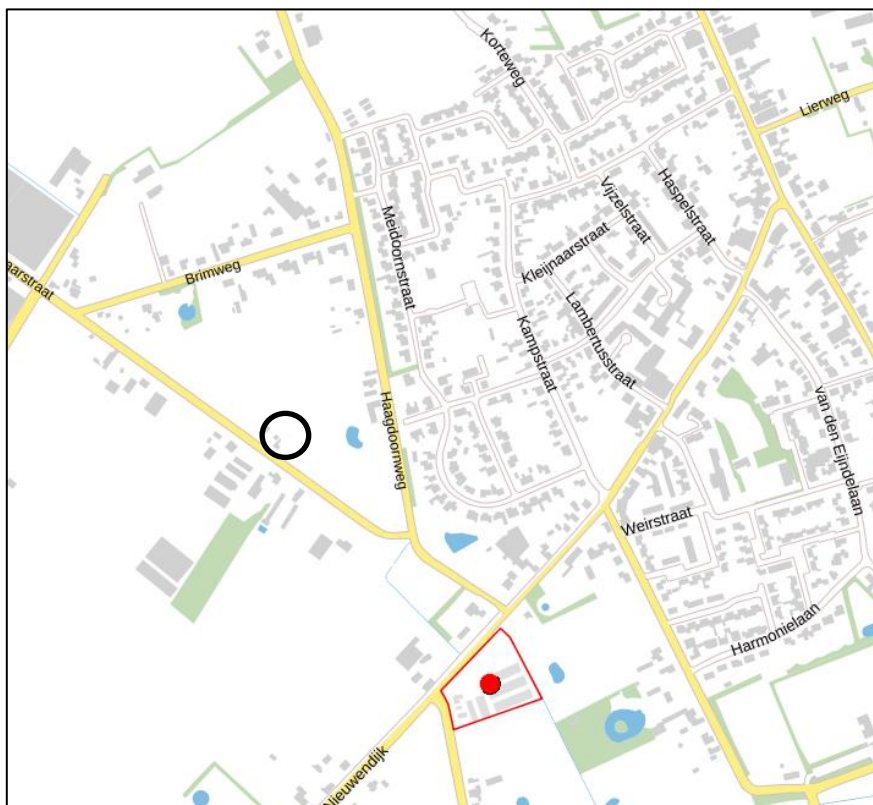 Korteweg
Lierweg
Haspelstraat
Vijzelstraat
Meidoornstraat
Kleijnaarstraat
Brimweg
aarstraat
Lambertusstraat
Kampstraat
Haagdoornweg
van den Eijndelaan
Weirstraat
Harmonielaan
Nieuwendijk